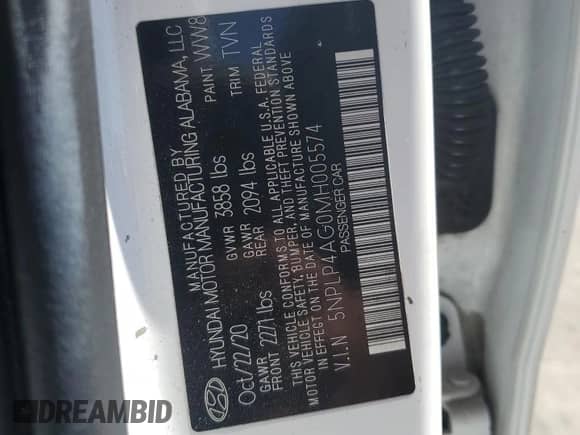 MANUFACTURED BY
HYUNDAI MOTOR MANUFACTURING ALABAMA, LLC
Oct/22/20 GVWR 3858 lbs PAINT WW8
GAWR FRONT 2271 lbs GAWR REAR 2094 lbs TRIM TVN
THIS VEHICLE CONFORMS TO ALL APPLICABLE U.S.A. FEDERAL
MOTOR VEHICLE SAFETY, BUMPER, AND THEFT PREVENTION STANDARDS
IN EFFECT ON THE DATE OF MANUFACTURE SHOWN ABOVE
V.I.N 5NPLP4AG0MH005574
PASSENGER CAR
DREAMBID